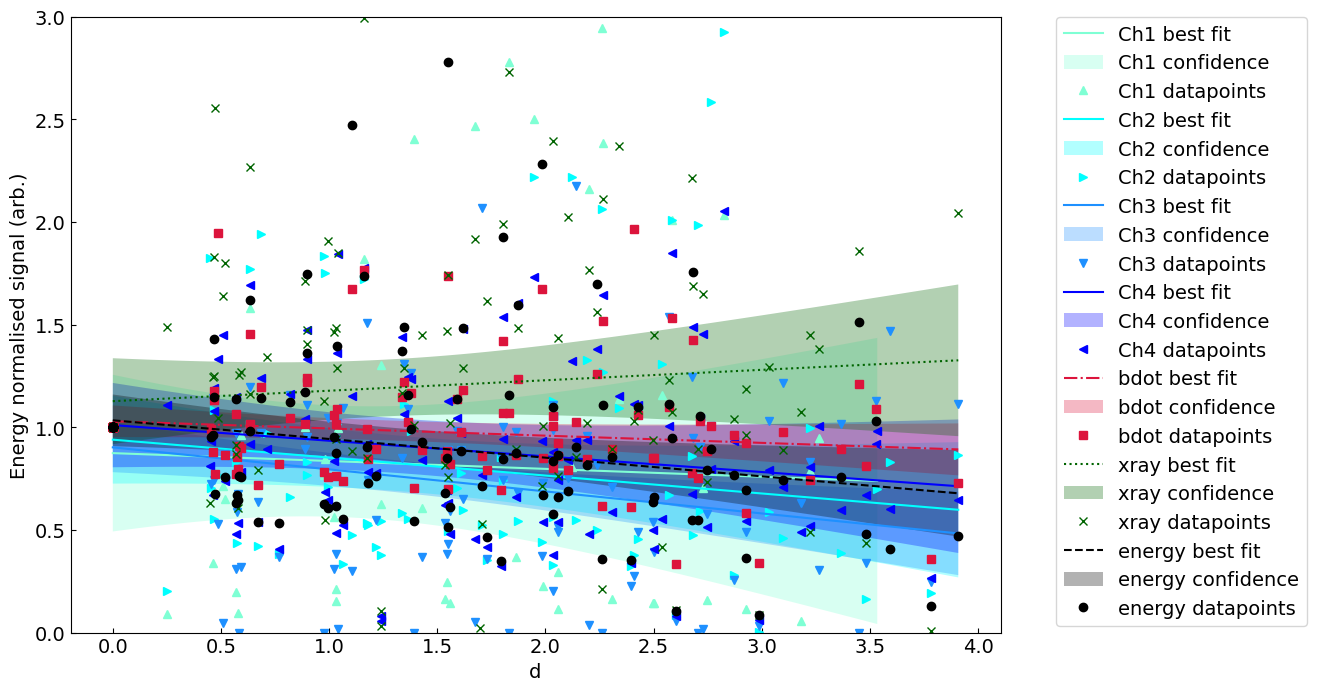 3.0
2.5
2.0
1.5
1.0
0.5
0.0
Energy normalised signal (arb.)
0.0 0.5 1.0 1.5 2.0 2.5 3.0 3.5 4.0
d
Ch1 best fit
Ch1 confidence
Ch1 datapoints
Ch2 best fit
Ch2 confidence
Ch2 datapoints
Ch3 best fit
Ch3 confidence
Ch3 datapoints
Ch4 best fit
Ch4 confidence
Ch4 datapoints
bdot best fit
bdot confidence
bdot datapoints
xray best fit
xray confidence
xray datapoints
energy best fit
energy confidence
energy datapoints